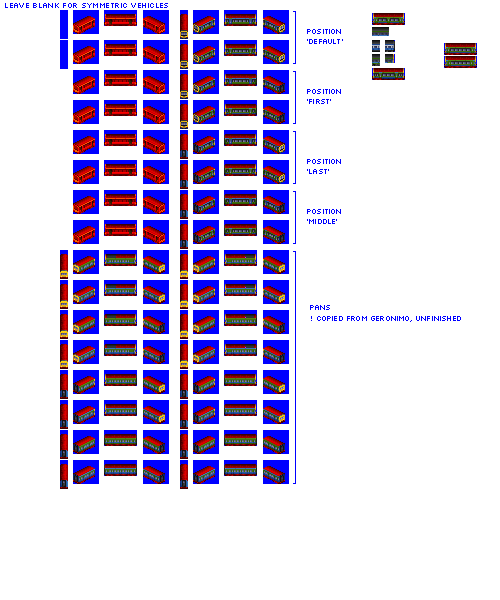 LEAVE BLANK FOR SYMMETRIC VEHICLES
POSITION
'DEFAULT'
POSITION
'FIRST'
POSITION
'LAST'
POSITION
'MIDDLE'
PANS
! COPIED FROM GERONIMO, UNFINISHED